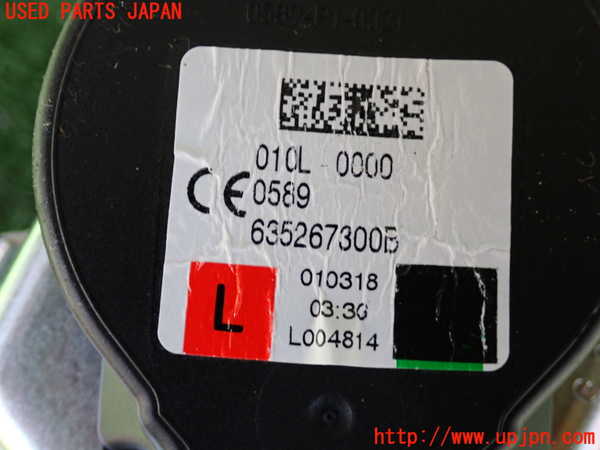 USED PARTS JAPAN
010L 0000
CE 0589
635267300B
L
010318
03:30
L004814
http://www.upjpn.com/